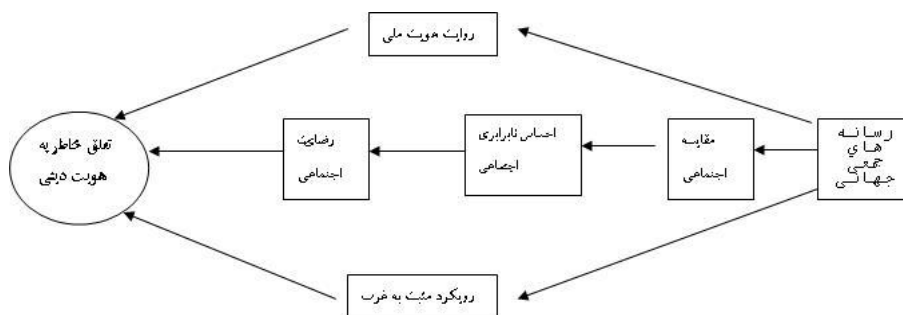 روایت هویت ملی
رسانه
های
جمعی
جهانی
مقایسه
اجتماعی
احساس نابرابری
اجتماعی
رضایت
اجتماعی
تعلق خاطر به
هویت دینی
رویکرد مثبت به غرب